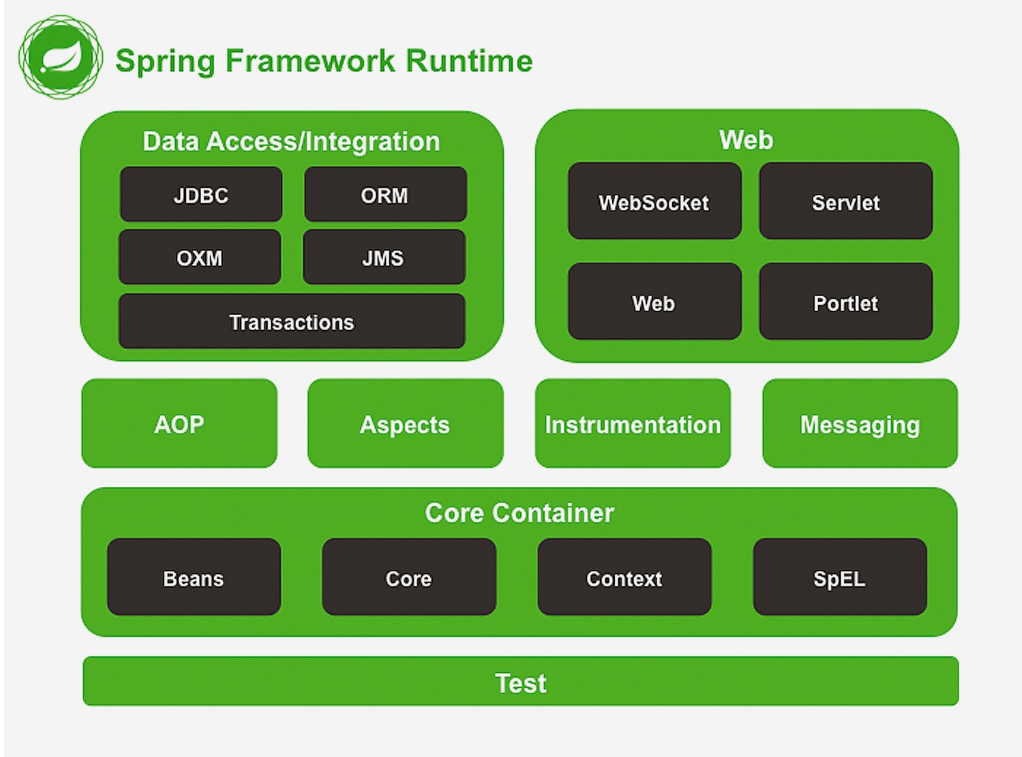 Spring Framework Runtime
Data Access/Integration
JDBC
ORM
OXM
JMS
Transactions
Web
WebSocket
Servlet
Web
Portlet
AOP
Aspects
Instrumentation
Messaging
Core Container
Beans
Core
Context
SpEL
Test